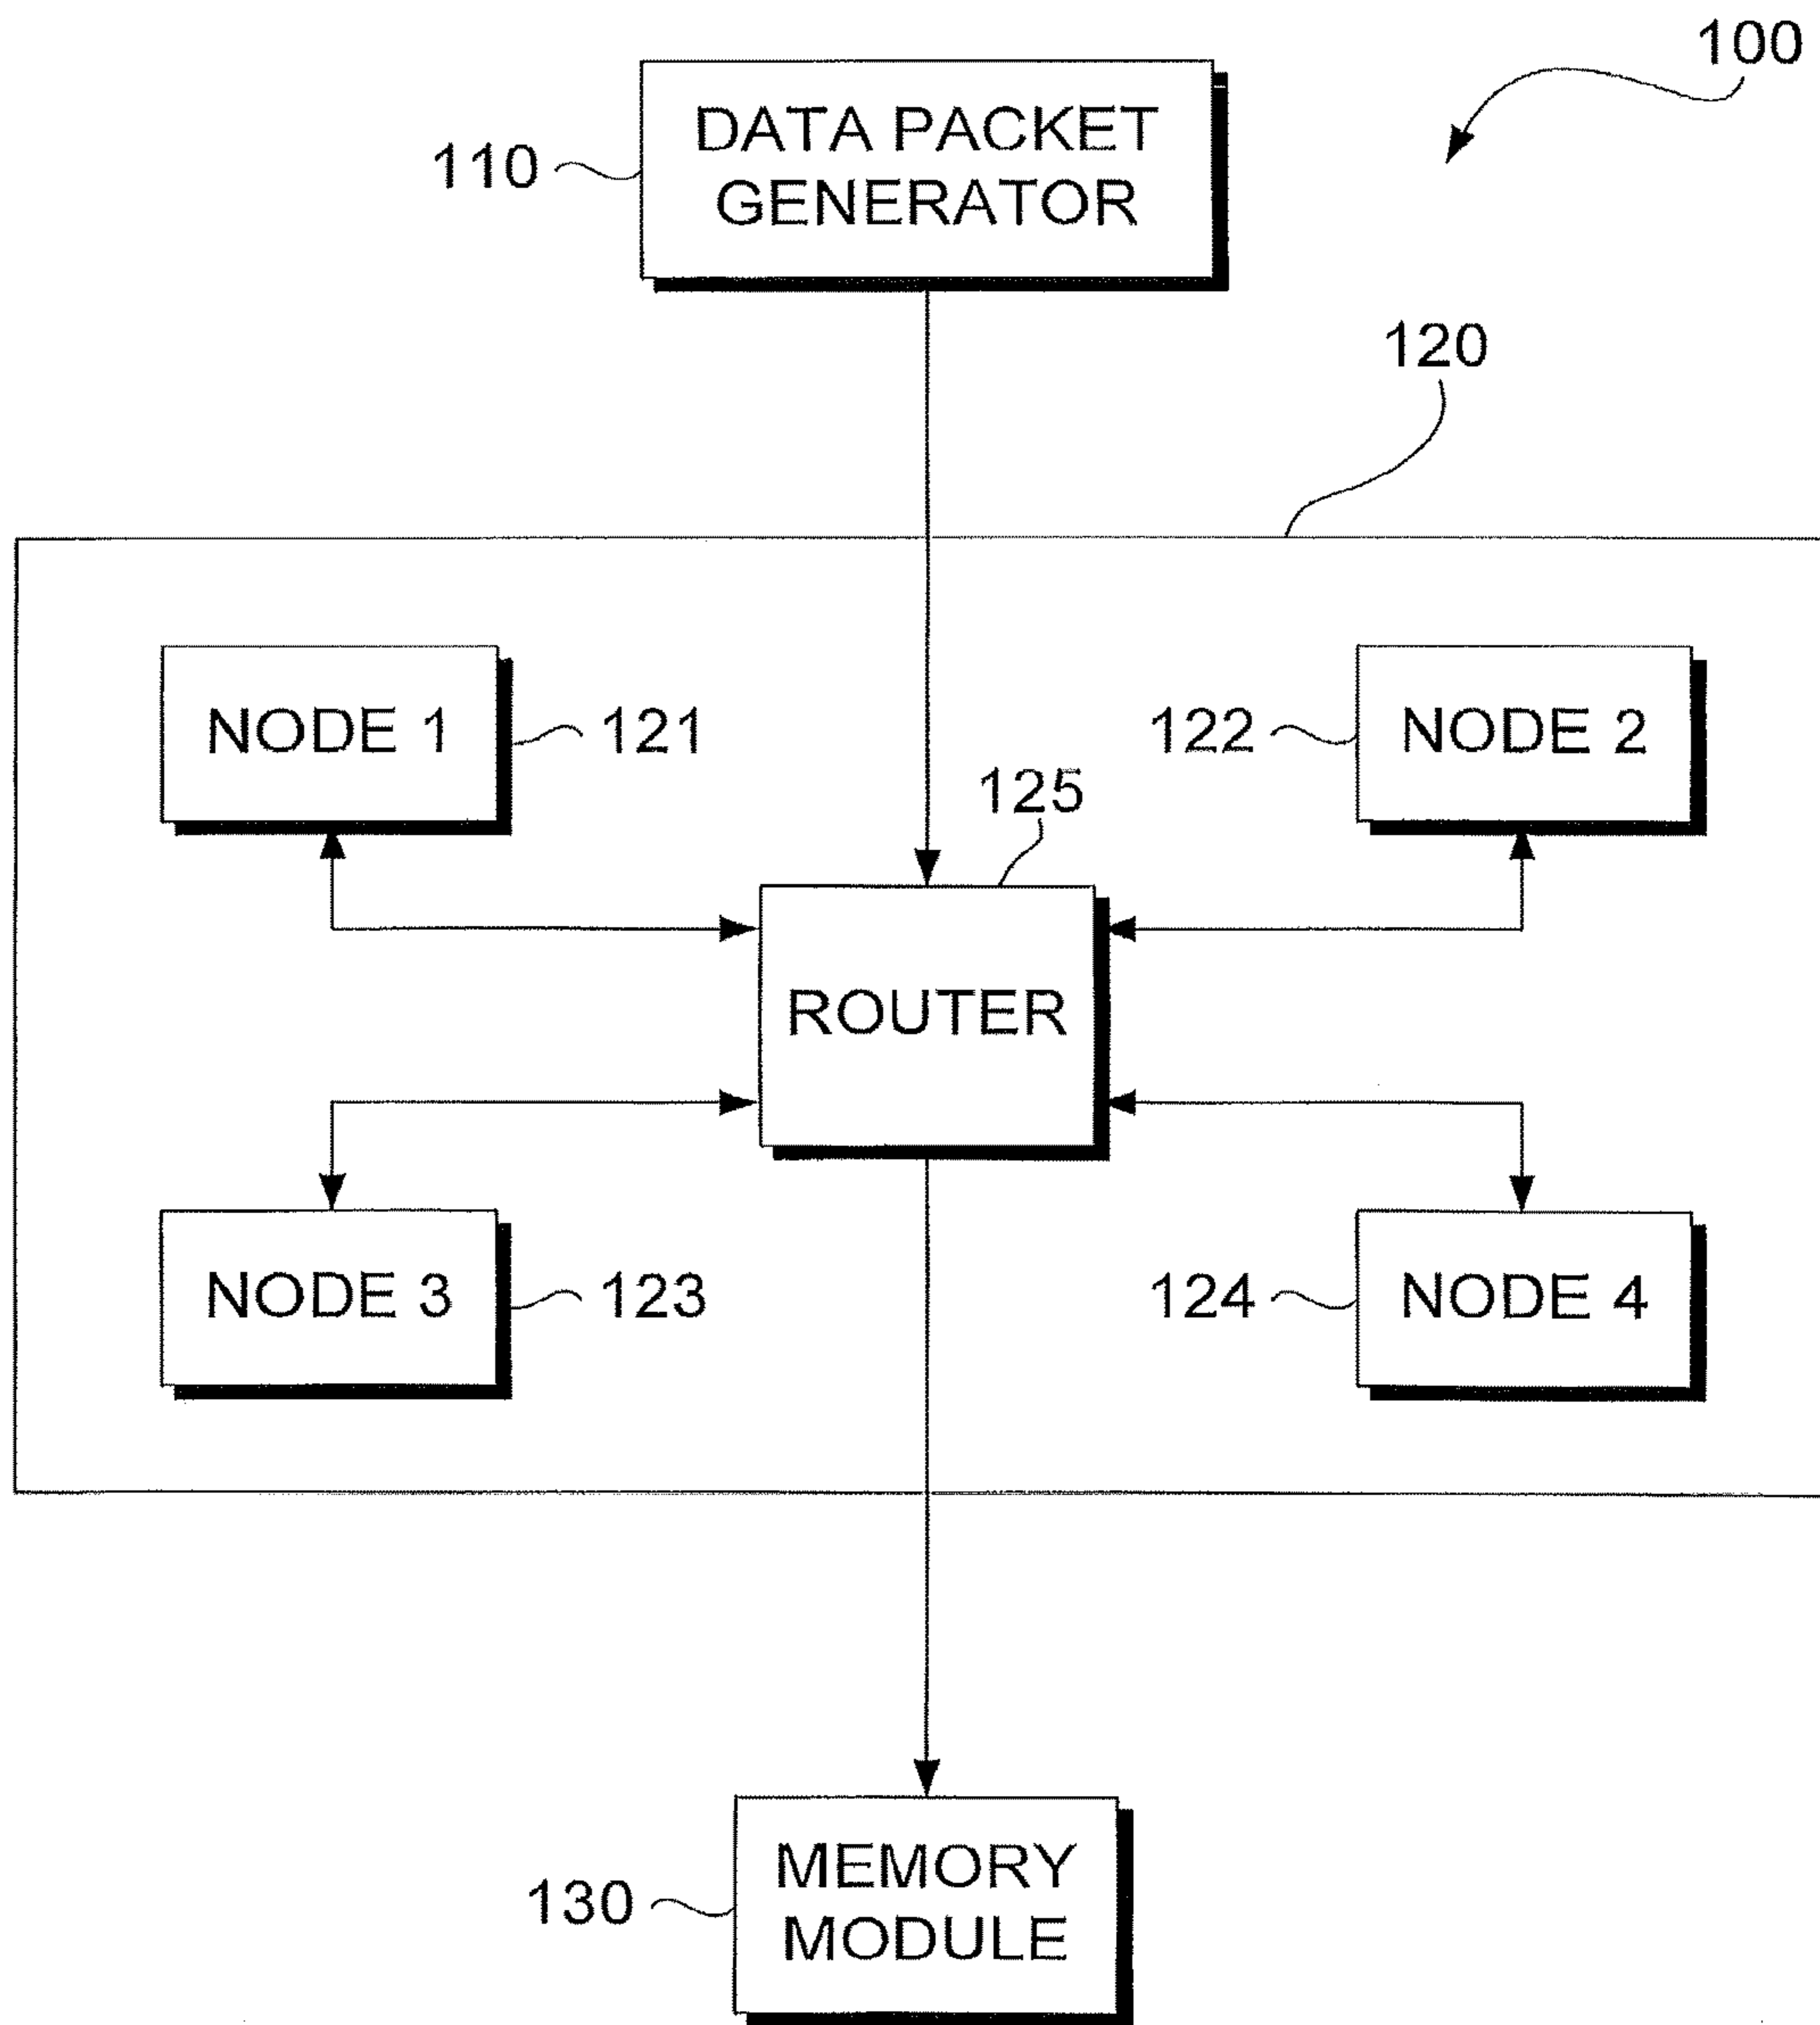 100
DATA PACKET
GENERATOR
110
120
NODE 1
121
122
NODE 2
125
ROUTER
NODE 3
123
124
NODE 4
MEMORY
MODULE
130